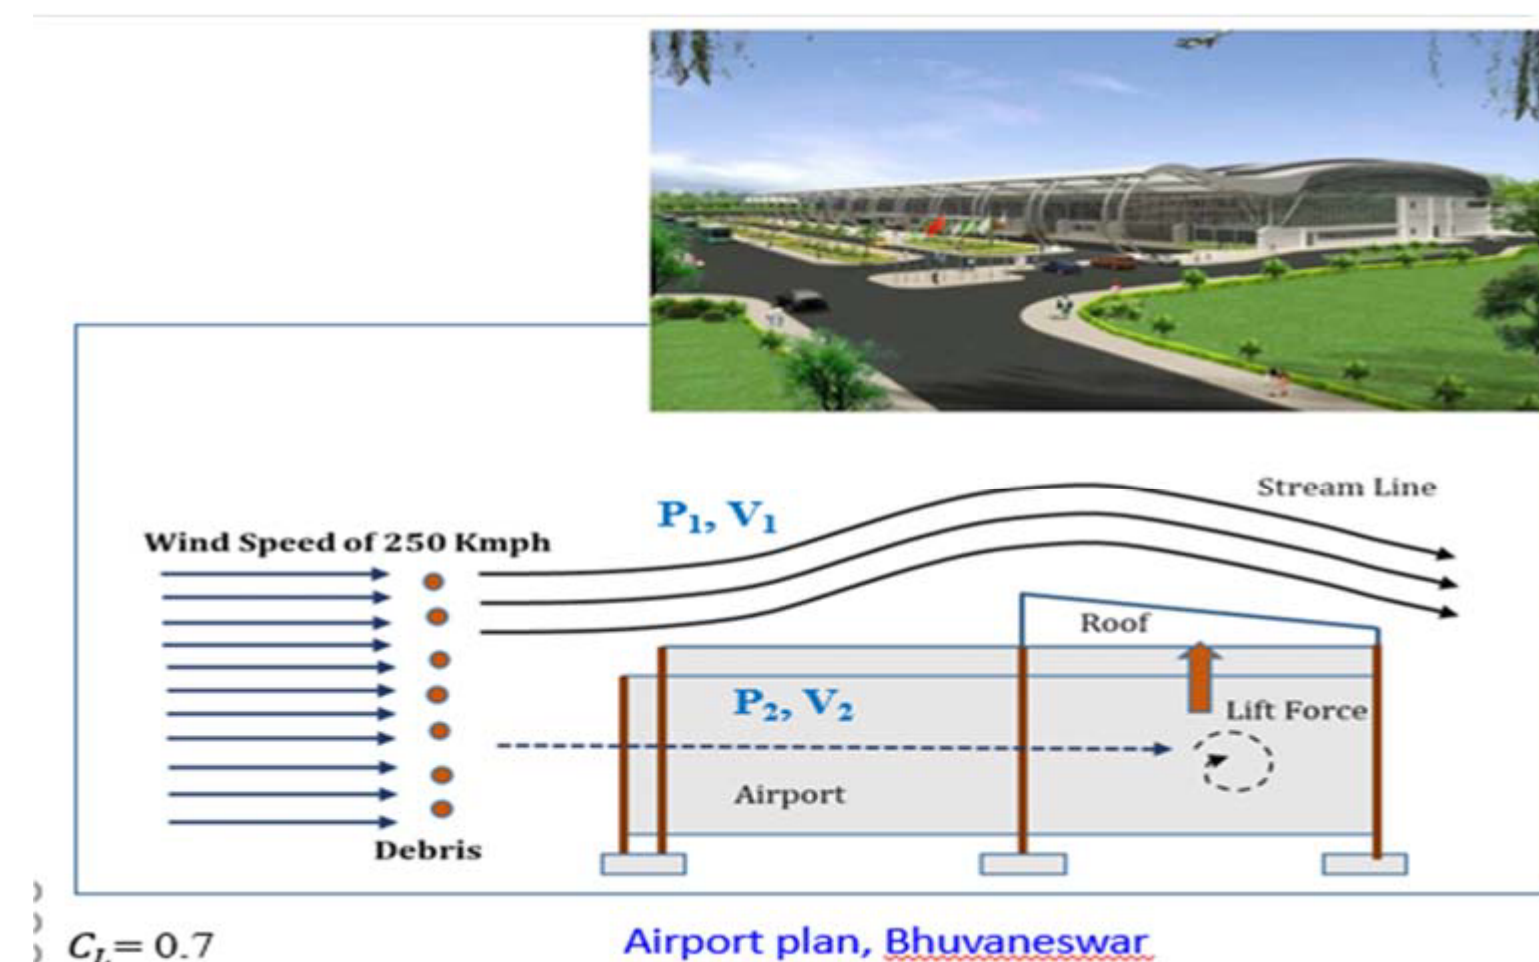 Stream Line
P₁, V₁
Wind Speed of 250 Kmph
Roof
P₂, V₂
Lift Force
Airport
Debris
C_L = 0.7
Airport plan, Bhuvaneswar